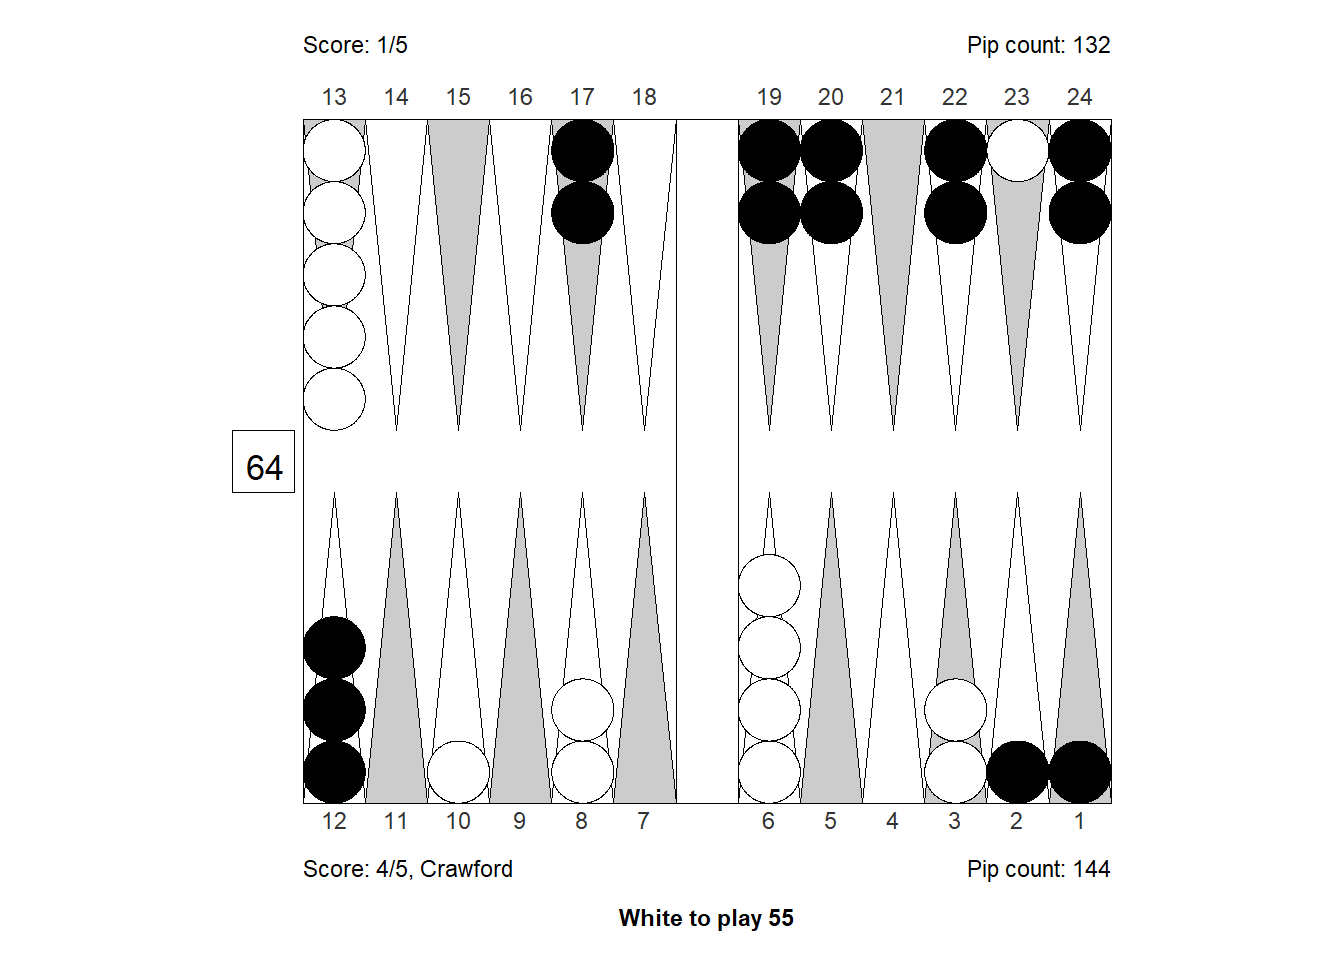 Score: 1/5 Pip count: 132
13 14 15 16 17 18 19 20 21 22 23 24
64
12 11 10 9 8 7 6 5 4 3 2 1
Score: 4/5, Crawford Pip count: 144
White to play 55